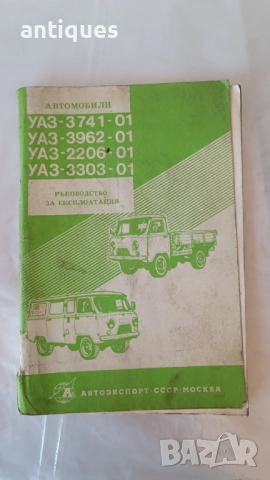 antiques
АВТОМОБИЛИ
УАЗ-3741-01
УАЗ-3962-01
УАЗ-2206-01
УАЗ-3303-01
РЪКОВОДСТВО
ЗА ЕКСПЛОАТАЦИЯ
А АВТОЭКСПОРТ·СССР·МОСКВА
BAZAR